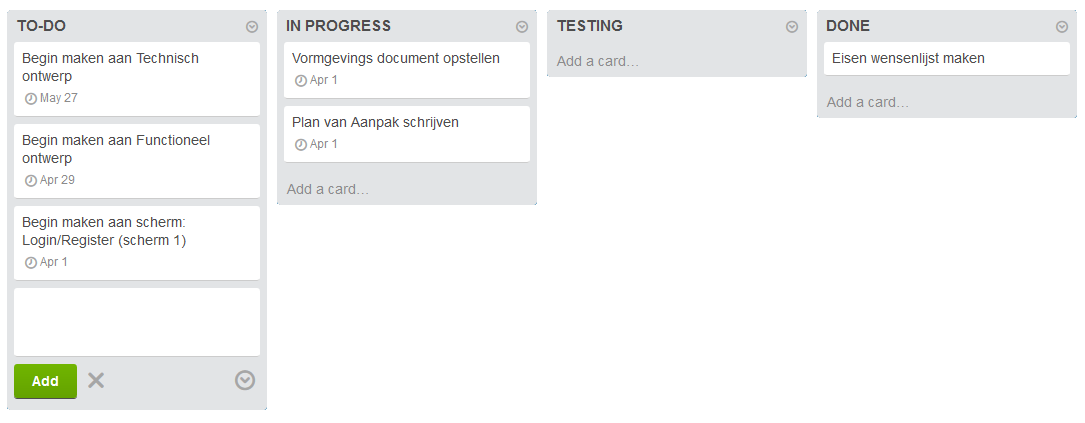 TO-DO
Begin maken aan Technisch
ontwerp
May 27
Begin maken aan Functioneel
ontwerp
Apr 29
Begin maken aan scherm:
Login/Register (scherm 1)
Apr 1
Add
IN PROGRESS
Vormgevings document opstellen
Apr 1
Plan van Aanpak schrijven
Apr 1
Add a card...
TESTING
Add a card...
DONE
Eisen wensenlijst maken
Add a card...